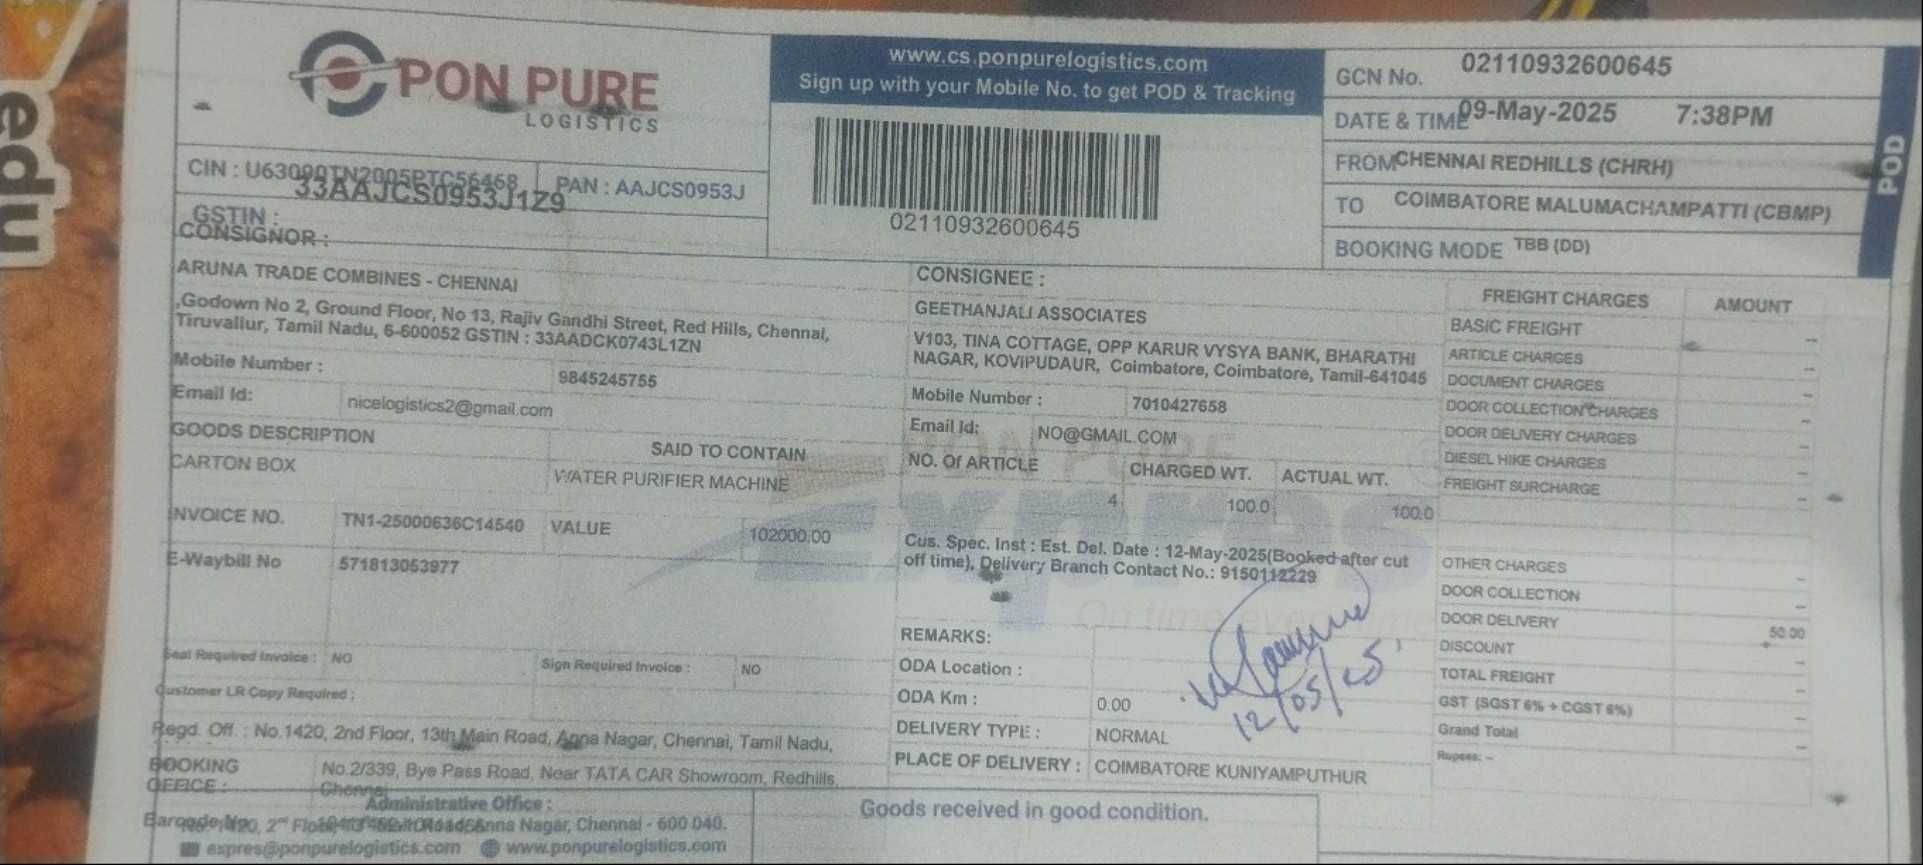 edu
PON PURE
LOGISTICS
www.cs.ponpurelogistics.com
Sign up with your Mobile No. to get POD & Tracking
02110932600645
GCN No. 02110932600645
DATE & TIME 09-May-2025 7:38PM
FROM CHENNAI REDHILLS (CHRH)
TO COIMBATORE MALUMACHAMPATTI (CBMP)
BOOKING MODE TBB (DD)
POD
CIN : PAN : AAJCS0953J
33AAJCS0953J1Z9
GSTIN :
CONSIGNOR :
ARUNA TRADE COMBINES - CHENNAI
,Godown No 2, Ground Floor, No 13, Rajiv Gandhi Street, Red Hills, Chennai,
Tiruvallur, Tamil Nadu, 6-600052 GSTIN : 33AADCK0743L1ZN
Mobile Number : 9845245755
Email Id: nicelogistics2@gmail.com
GOODS DESCRIPTION SAID TO CONTAIN
CARTON BOX WATER PURIFIER MACHINE
INVOICE NO. TN1-25000636C14540 VALUE 102000.00
E-Waybill No 571813053977
Seal Required Invoice : NO Sign Required Invoice : NO
Customer LR Copy Required :
Regd. Off. : No.1420, 2nd Floor, 13th Main Road, Anna Nagar, Chennai, Tamil Nadu,
BOOKING OFFICE : No.2/339, Bye Pass Road, Near TATA CAR Showroom, Redhills,
Chennai
Administrative Office :
Anna Nagar, Chennai - 600 040.
expres@ponpurelogistics.com www.ponpurelogistics.com
CONSIGNEE :
GEETHANJALI ASSOCIATES
V103, TINA COTTAGE, OPP KARUR VYSYA BANK, BHARATHI
NAGAR, KOVIPUDAUR, Coimbatore, Coimbatore, Tamil-641045
Mobile Number : 7010427658
Email Id: NO@GMAIL.COM
NO. Of ARTICLE CHARGED WT. ACTUAL WT.
4 100.0 100.0
Cus. Spec. Inst : Est. Del. Date : 12-May-2025(Booked after cut
off time), Delivery Branch Contact No.: 9150112229
REMARKS:
ODA Location :
ODA Km : 0.00
DELIVERY TYPE : NORMAL
PLACE OF DELIVERY : COIMBATORE KUNIYAMPUTHUR
12/05/25
Goods received in good condition.
FREIGHT CHARGES AMOUNT
BASIC FREIGHT --
ARTICLE CHARGES --
DOCUMENT CHARGES --
DOOR COLLECTION CHARGES --
DOOR DELIVERY CHARGES --
DIESEL HIKE CHARGES --
FREIGHT SURCHARGE --
OTHER CHARGES --
DOOR COLLECTION --
DOOR DELIVERY 50.00
DISCOUNT --
TOTAL FREIGHT --
GST (SGST 6% + CGST 6%) --
Grand Total --
Rupees: --